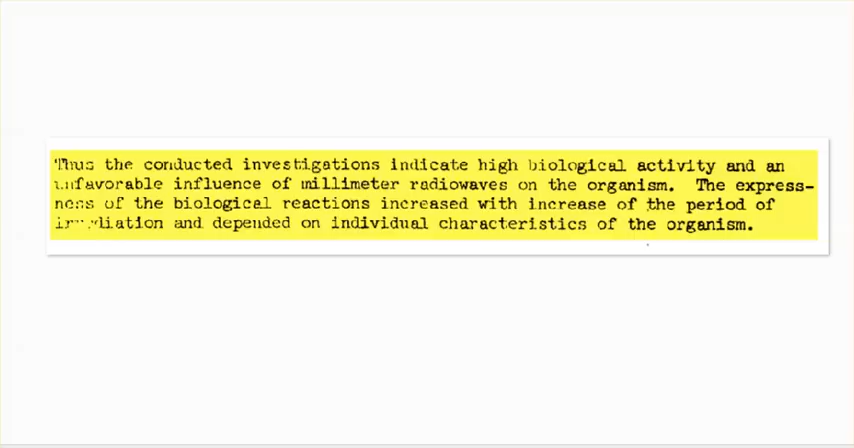 Thus the conducted investigations indicate high biological activity and an
unfavorable influence of millimeter radiowaves on the organism. The express-
ness of the biological reactions increased with increase of the period of
irradiation and depended on individual characteristics of the organism.